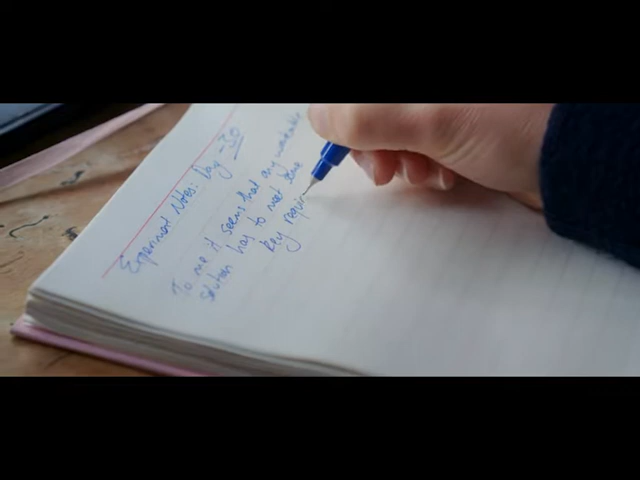 Experiment Notes: Day -30
To me it seems that any workable
solution has to meet three
key requir